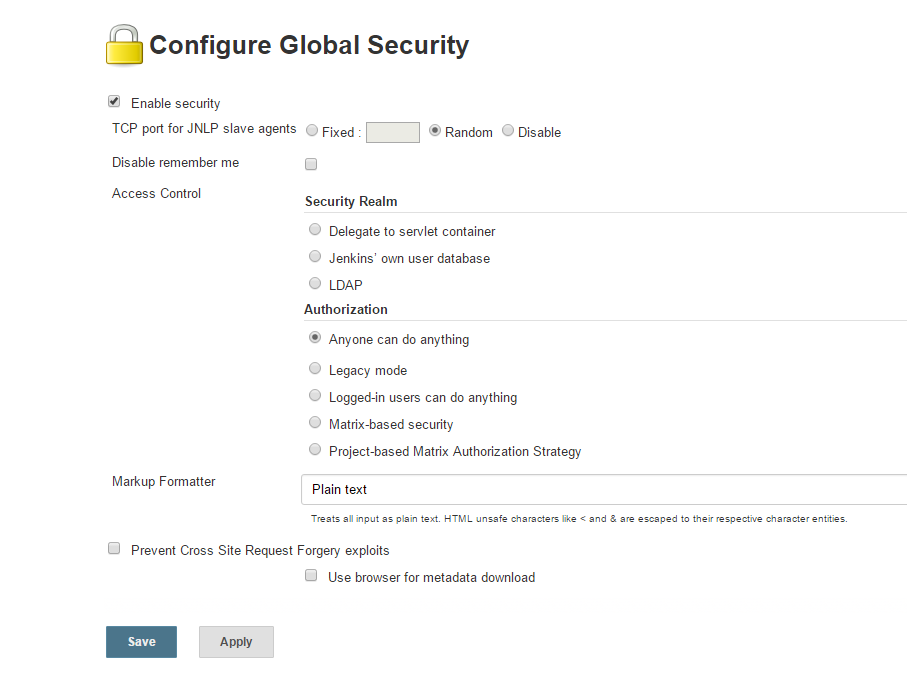 Configure Global Security
Enable security
TCP port for JNLP slave agents Fixed : Random Disable
Disable remember me
Access Control
Security Realm
Delegate to servlet container
Jenkins’ own user database
LDAP
Authorization
Anyone can do anything
Legacy mode
Logged-in users can do anything
Matrix-based security
Project-based Matrix Authorization Strategy
Markup Formatter
Plain text
Treats all input as plain text. HTML unsafe characters like < and & are escaped to their respective character entities.
Prevent Cross Site Request Forgery exploits
Use browser for metadata download
Save Apply